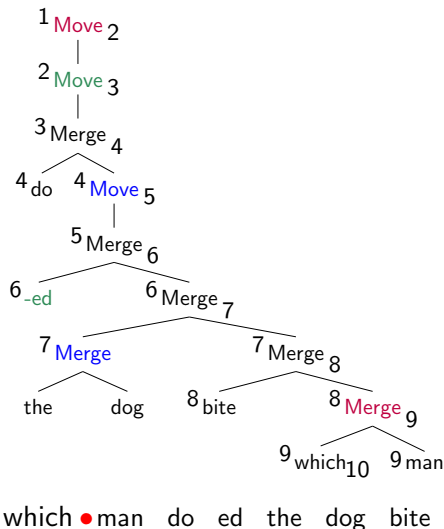 1 Move 2
2 Move 3
3 Merge 4
4 do 4 Move 5
5 Merge 6
6 -ed 6 Merge 7
7 Merge 7 Merge 8
the dog 8 bite 8 Merge 9
9 which 10 9 man
which • man do ed the dog bite